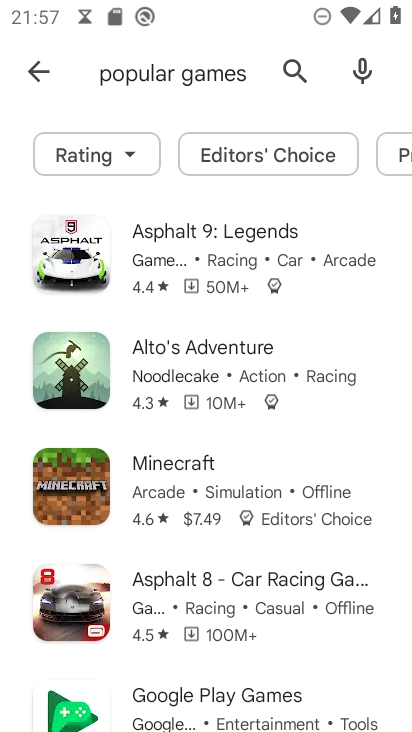 21:57
popular games
Rating
Editors' Choice
Pr
9
ASPHALT
Asphalt 9: Legends
Game... • Racing • Car • Arcade
4.4★ 50M+
Alto's Adventure
Noodlecake • Action • Racing
4.3★ 10M+
MINECRAFT
Minecraft
Arcade • Simulation • Offline
4.6★ $7.49 Editors' Choice
8
Asphalt 8 - Car Racing Ga...
Ga... • Racing • Casual • Offline
4.5★ 100M+
Google Play Games
Google... • Entertainment • Tools